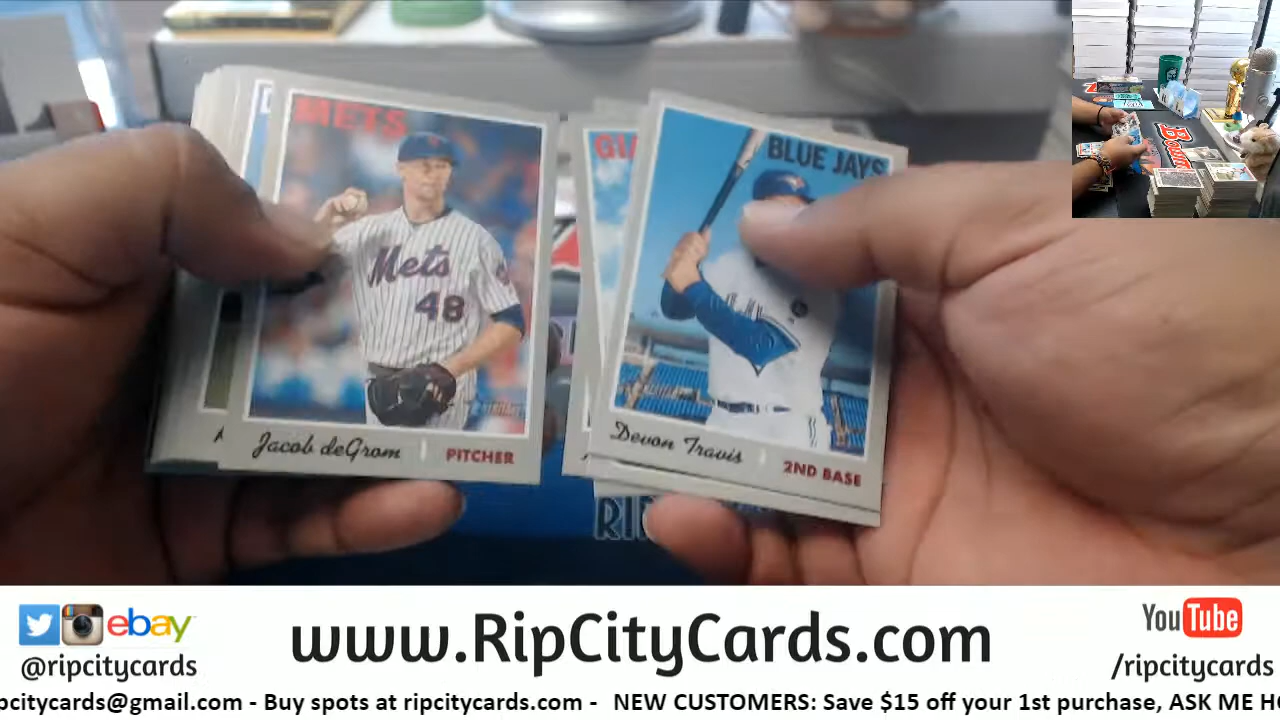 METS
Mets
48
Jacob deGrom PITCHER
BLUE JAYS
Devon Travis 2ND BASE
ebay
@ripcitycards
www.RipCityCards.com
YouTube
/ripcitycards
pcitycards@gmail.com - Buy spots at ripcitycards.com - NEW CUSTOMERS: Save $15 off your 1st purchase, ASK ME H